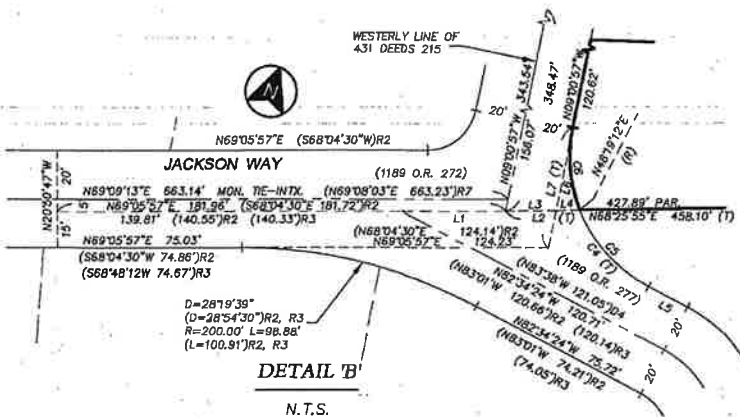 WESTERLY LINE OF
431 DEEDS 215
N
343.54'
N09°00'57"W
156.07'
348.47'
N09°00'57"W
120.62'
20'
20'
N48°19'12"E
(R)
N69°05'57"E (S68°04'30"W)R2
JACKSON WAY
(1189 O.R. 272)
N20°50'47"W
20'
5'
15'
N69°09'13"E 663.14' MON. TIE-INTX. (N69°08'03"E 663.23')R7
N69°05'57"E 181.96' (S68°04'30"E 181.72')R2
139.81' (140.55')R2 (140.33')R3
L1
L3
L2
L7 (T)
L6
90
L4
(T)
427.89' PAR.
N68°25'55"E 458.10' (T)
(N68°04'30"E 124.14')R2
N69°05'57"E 124.23'
N69°05'57"E 75.03'
(S68°04'30"W 74.86')R2
(S68°48'12"W 74.67')R3
C5
C4 (T)
(1189 O.R. 277)
L5
20'
20'
(N83°38'W 121.05')D4
N82°34'24"W 120.71'
(N83°01'W 120.66')R2 (120.14')R3
N82°34'24"W 75.72'
(N83°01'W 74.21')R2
(74.05')R3
D=28°19'39"
(D=28°54'30")R2, R3
R=200.00' L=98.88'
(L=100.91')R2, R3
DETAIL 'B'
N.T.S.